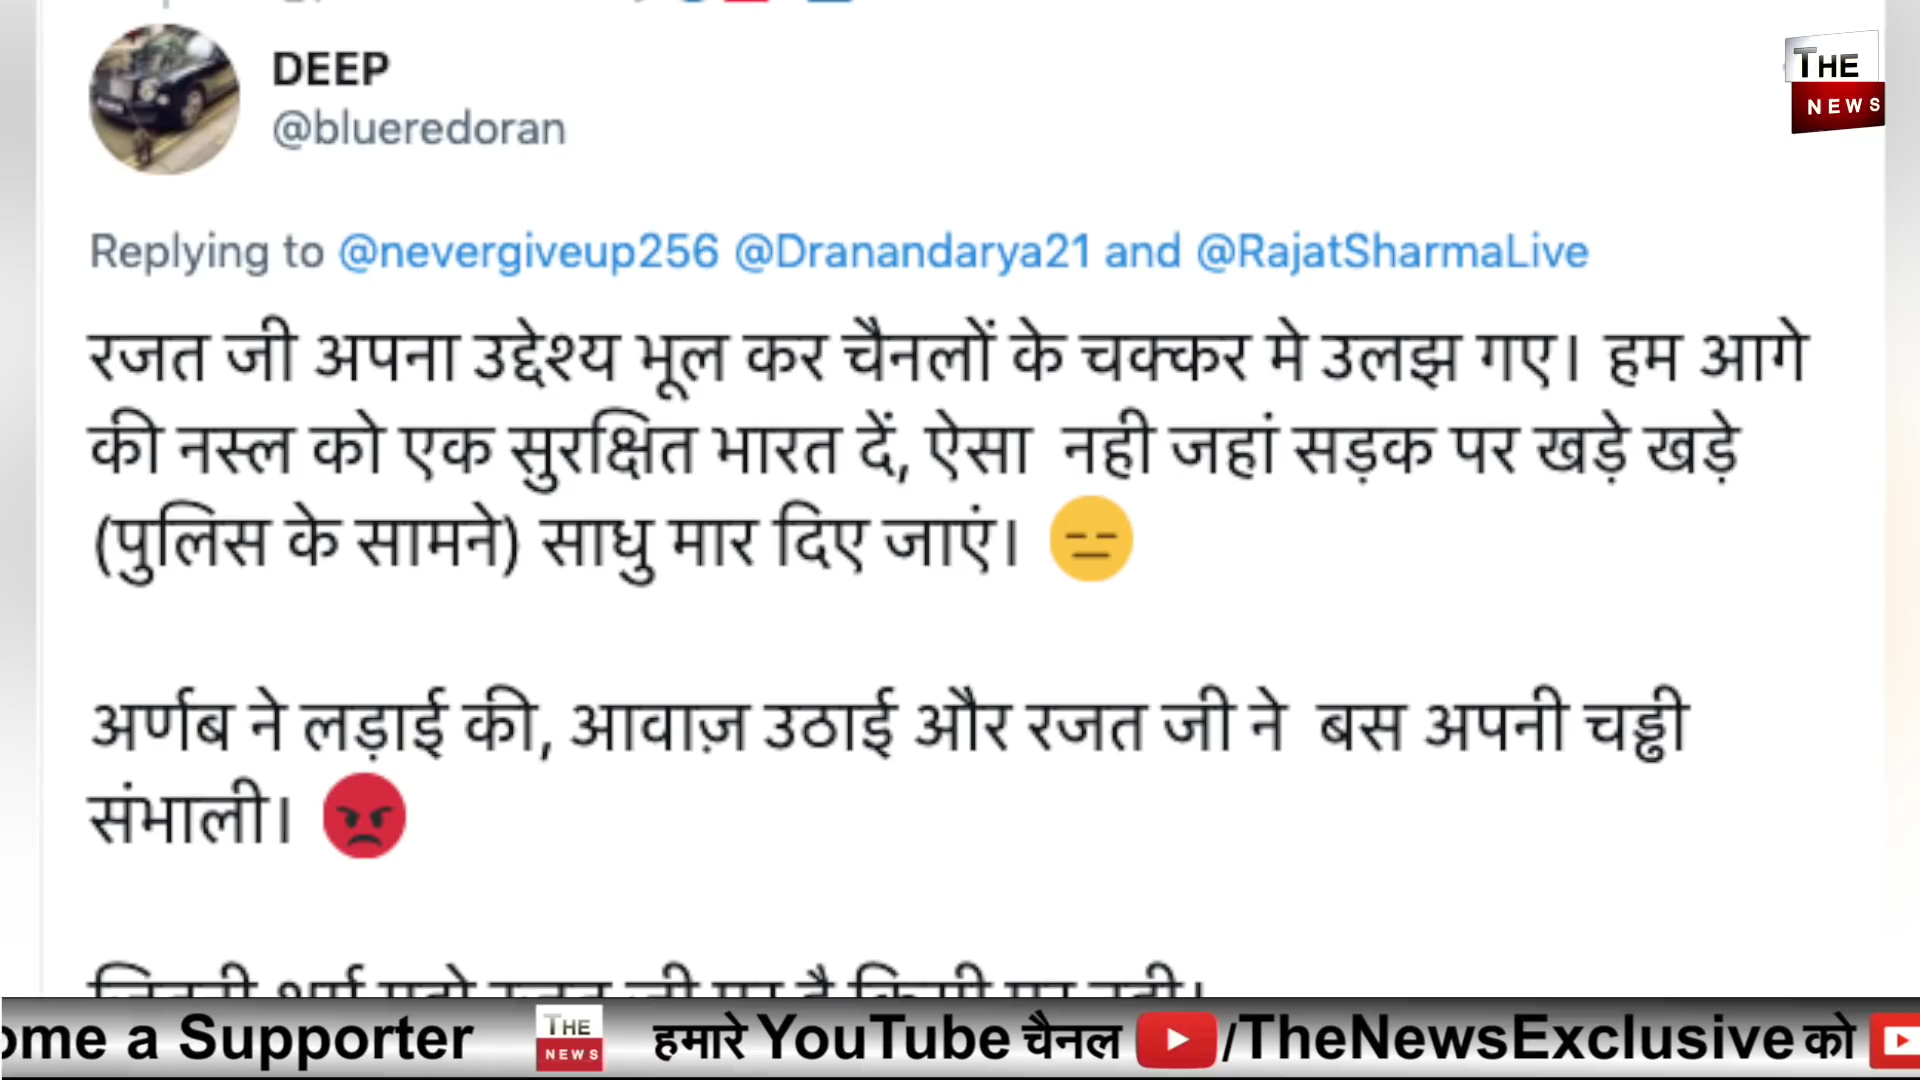 DEEP
@blueredoran
THE
NEWS
Replying to @nevergiveup256 @Dranandarya21 and @RajatSharmaLive
रजत जी अपना उद्देश्य भूल कर चैनलों के चक्कर मे उलझ गए। हम आगे
की नस्ल को एक सुरक्षित भारत दें, ऐसा नही जहां सड़क पर खड़े खड़े
(पुलिस के सामने) साधु मार दिए जाएं। 😑
अर्णब ने लड़ाई की, आवाज़ उठाई और रजत जी ने बस अपनी चड्ढी
संभाली। 😡
ome a Supporter THE NEWS हमारे YouTube चैनल /TheNewsExclusive को